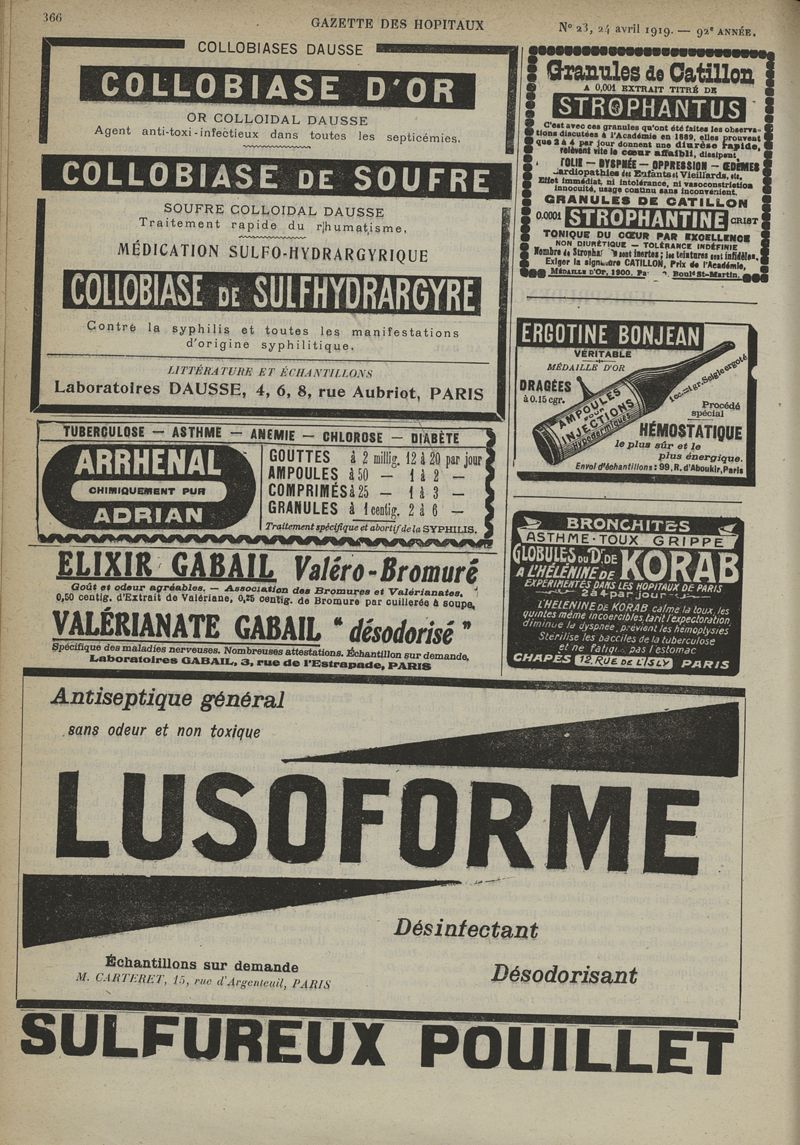 366
GAZETTE DES HOPITAUX
N° 23, 24 avril 1919. — 92e ANNÉE.
COLLOBIASES DAUSSE
COLLOBIASE D'OR
OR COLLOIDAL DAUSSE
Agent anti-toxi-infectieux dans toutes les septicémies.
COLLOBIASE DE SOUFRE
SOUFRE COLLOIDAL DAUSSE
Traitement rapide du rhumatisme.
MÉDICATION SULFO-HYDRARGYRIQUE
COLLOBIASE DE SULFHYDRARGYRE
Contre la syphilis et toutes les manifestations
d'origine syphilitique.
LITTÉRATURE ET ÉCHANTILLONS
Laboratoires DAUSSE, 4, 6, 8, rue Aubriot, PARIS
Granules de Catillon
A 0,001 EXTRAIT TITRÉ DE
STROPHANTUS
C'est avec ces granules qu'ont été faites les observa-
tions discutées à l'Académie en 1889, elles prouvent
que 2 à 4 par jour donnent une diurèse rapide,
relèvent vite le cœur affaibli, dissipent
— DYSPNÉE — OPPRESSION — ŒDÈMES
Cardiopathies des Enfants et Vieillards, etc.
Effet immédiat, ni intolérance, ni vasoconstriction
innocuité, usage continu sans inconvénient.
GRANULES DE CATILLON
0.0001 STROPHANTINE CRIST
TONIQUE DU CŒUR PAR EXCELLENCE
NON DIURÉTIQUE — TOLÉRANCE INDÉFINIE
Nombre de Stropha: sont inertes; les teintures sont infidèles.
Exiger la signature CATILLON, Prix de l'Académie,
MÉDAILLE D'OR, 1900. Boulᵈ St-Martin.
ERGOTINE BONJEAN
VÉRITABLE
MÉDAILLE D'OR
DRAGÉES
à 0.15 cgr.
AMPOULES
POUR
INJECTIONS
Hypodermiques
1 cc. = 1 gr. Seigle ergoté
Procédé
spécial
HÉMOSTATIQUE
le plus sûr et le
plus énergique.
Envoi d'échantillons : 99, R. d'Aboukir, Paris
TUBERCULOSE — ASTHME — ANEMIE — CHLOROSE — DIABÈTE
ARRHENAL
CHIMIQUEMENT PUR
ADRIAN
GOUTTES à 2 millig. 12 à 20 par jour
AMPOULES à 50 — 1 à 2 —
COMPRIMÉS à 25 — 1 à 3 —
GRANULES à 1 centig. 2 à 6 —
Traitement spécifique et abortif de la SYPHILIS.
BRONCHITES
ASTHME · TOUX GRIPPE
GLOBULES DU Dr DE KORAB
A L'HÉLÉNINE DE
EXPÉRIMENTÉS DANS LES HOPITAUX DE PARIS
2 à 4 par jour
L'HELENINE DE KORAB calme la toux, les
quintes même incoercibles, tarit l'expectoration,
diminue la dyspnée, prévient les hémoptysies
Stérilise les bacciles de la tuberculose
et ne fatigue pas l'estomac
CHAPÈS 12, RUE DE L'ISLY PARIS
ELIXIR GABAIL Valéro-Bromuré
Goût et odeur agréables. — Association des Bromures et Valérianates.
0,50 centig. d'Extrait de Valériane, 0,25 centig. de Bromure par cuillerée à soupe,
VALÉRIANATE GABAIL “ désodorisé ”
Spécifique des maladies nerveuses. Nombreuses attestations. Échantillon sur demande,
Laboratoires GABAIL, 3, rue de l'Estrapade, PARIS
Antiseptique général
sans odeur et non toxique
LUSOFORME
Désinfectant
Échantillons sur demande
M. CARTERET, 15, rue d'Argenteuil, PARIS
Désodorisant
SULFUREUX POUILLET